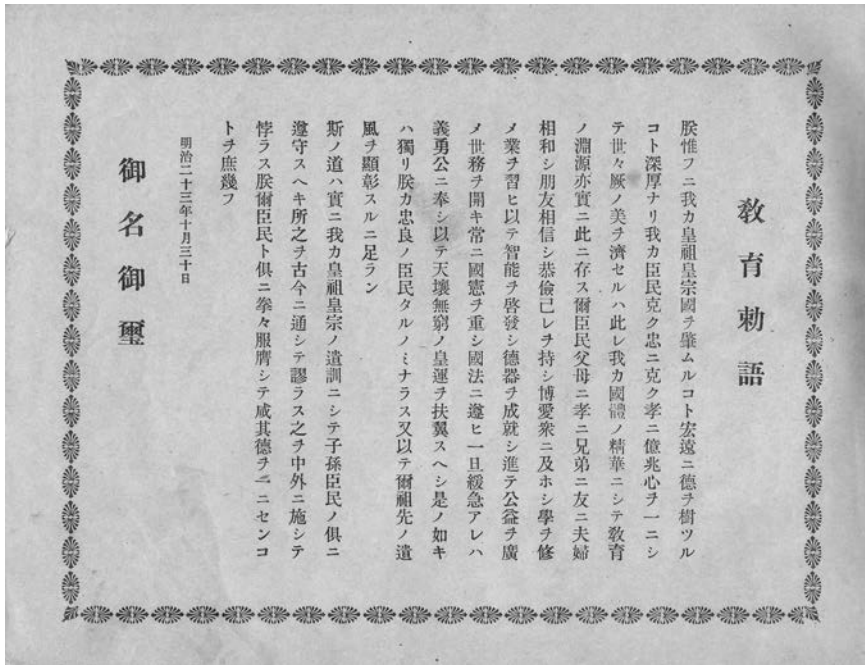 教育勅語
朕惟フニ我カ皇祖皇宗國ヲ肇ムルコト宏遠ニ德ヲ樹ツル
コト深厚ナリ我カ臣民克ク忠ニ克ク孝ニ億兆心ヲ一ニシ
テ世々厥ノ美ヲ濟セルハ此レ我カ國體ノ精華ニシテ敎育
ノ淵源亦實ニ此ニ存ス爾臣民父母ニ孝ニ兄弟ニ友ニ夫婦
相和シ朋友相信シ恭儉己レヲ持シ博愛衆ニ及ホシ學ヲ修
メ業ヲ習ヒ以テ智能ヲ啓發シ德器ヲ成就シ進テ公益ヲ廣
メ世務ヲ開キ常ニ國憲ヲ重シ國法ニ遵ヒ一旦緩急アレハ
義勇公ニ奉シ以テ天壤無窮ノ皇運ヲ扶翼スヘシ是ノ如キ
ハ獨リ朕カ忠良ノ臣民タルノミナラス又以テ爾祖先ノ遺
風ヲ顯彰スルニ足ラン
斯ノ道ハ實ニ我カ皇祖皇宗ノ遺訓ニシテ子孫臣民ノ俱ニ
遵守スヘキ所之ヲ古今ニ通シテ謬ラス之ヲ中外ニ施シテ
悖ラス朕爾臣民ト俱ニ拳々服膺シテ咸其德ヲ一ニセンコ
トヲ庶幾フ
明治二十三年十月三十日
御名御璽